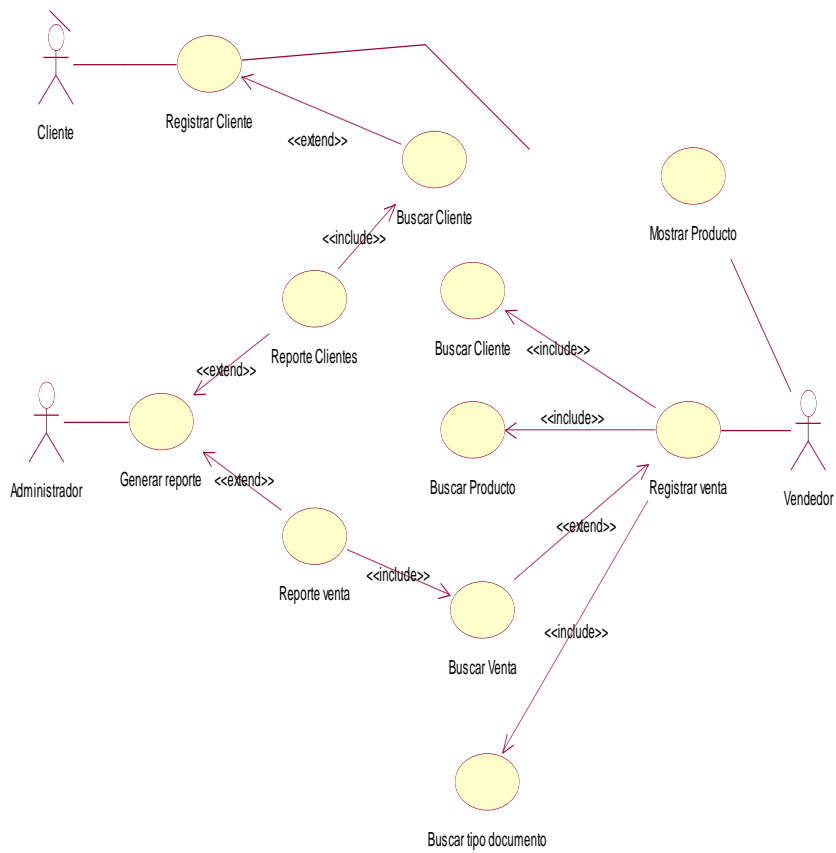 Cliente
Registrar Cliente
<<extend>>
Buscar Cliente
Mostrar Producto
<<include>>
Reporte Clientes
Buscar Cliente
<<include>>
<<extend>>
Administrador
Generar reporte
<<include>>
Buscar Producto
Registrar venta
Vendedor
<<extend>>
<<extend>>
Reporte venta
<<include>>
Buscar Venta
<<include>>
Buscar tipo documento